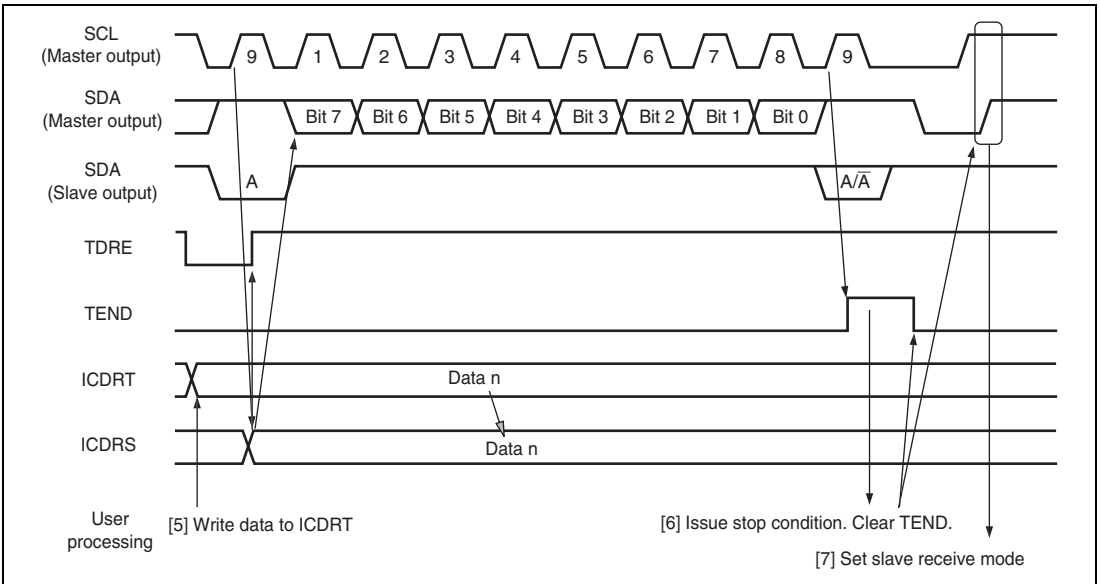 SCL
(Master output)
9 1 2 3 4 5 6 7 8 9
SDA
(Master output)
Bit 7 Bit 6 Bit 5 Bit 4 Bit 3 Bit 2 Bit 1 Bit 0
SDA
(Slave output)
A A/A̅
TDRE
TEND
ICDRT
Data n
ICDRS
Data n
User
processing
[5] Write data to ICDRT
[6] Issue stop condition. Clear TEND.
[7] Set slave receive mode